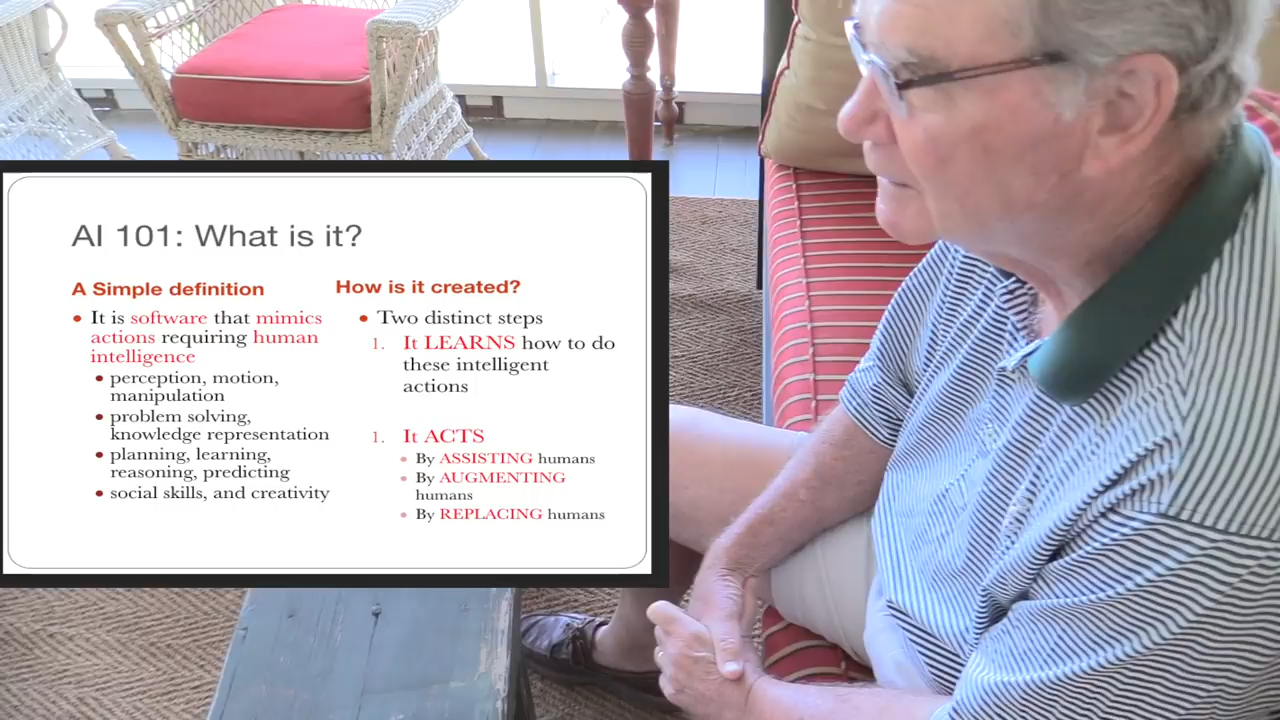 AI 101: What is it?
A Simple definition
• It is software that mimics
actions requiring human
intelligence
• perception, motion,
manipulation
• problem solving,
knowledge representation
• planning, learning,
reasoning, predicting
• social skills, and creativity
How is it created?
• Two distinct steps
1. It LEARNS how to do
these intelligent
actions
1. It ACTS
• By ASSISTING humans
• By AUGMENTING
humans
• By REPLACING humans